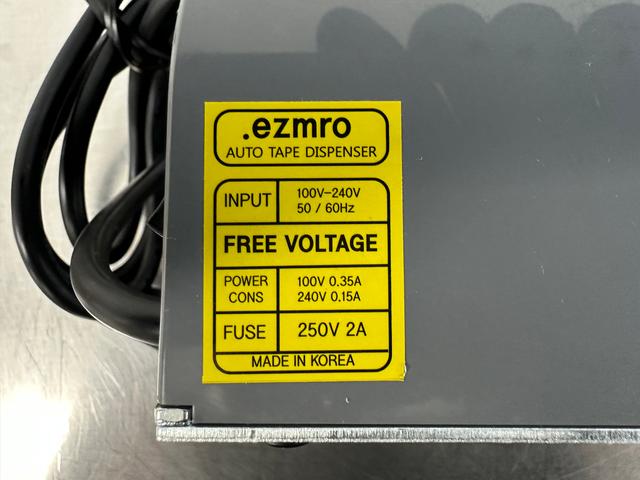 .ezmro
AUTO TAPE DISPENSER
INPUT
100V-240V
50 / 60Hz
FREE VOLTAGE
POWER
CONS
100V 0.35A
240V 0.15A
FUSE
250V 2A
MADE IN KOREA